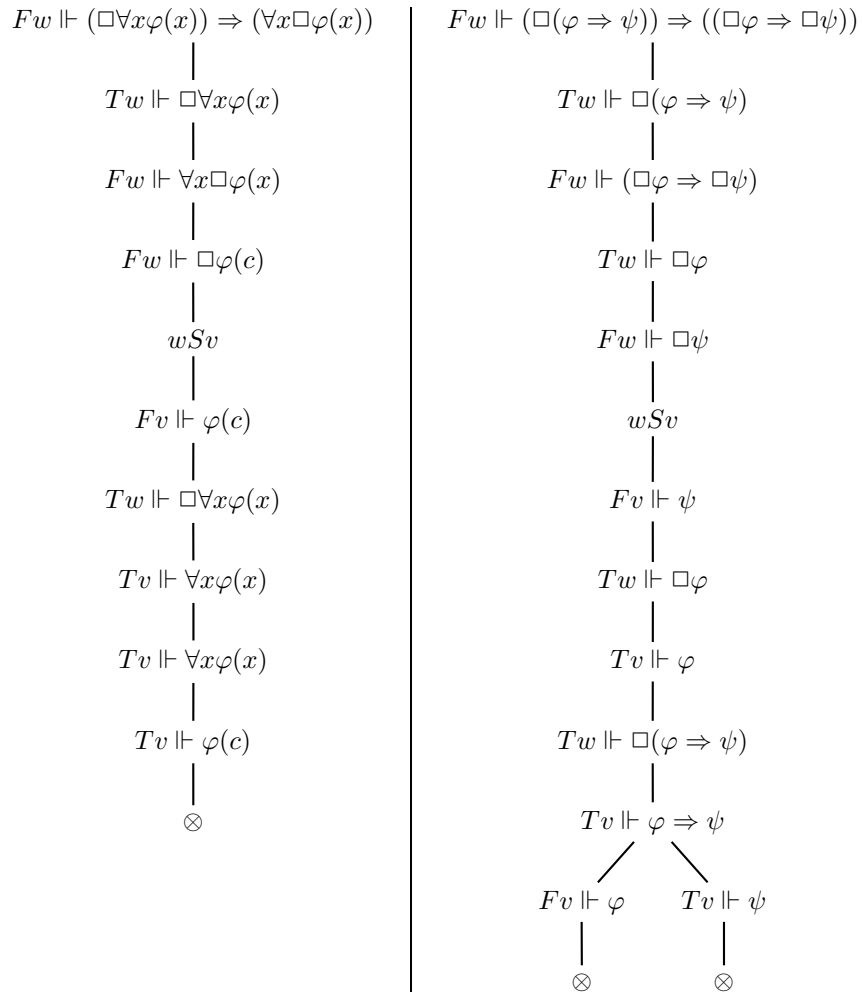 Fw ⊩ (□∀xφ(x)) ⇒ (∀x□φ(x))
Tw ⊩ □∀xφ(x)
Fw ⊩ ∀x□φ(x)
Fw ⊩ □φ(c)
wSv
Fv ⊩ φ(c)
Tw ⊩ □∀xφ(x)
Tv ⊩ ∀xφ(x)
Tv ⊩ ∀xφ(x)
Tv ⊩ φ(c)
⊗
Fw ⊩ (□(φ ⇒ ψ)) ⇒ ((□φ ⇒ □ψ))
Tw ⊩ □(φ ⇒ ψ)
Fw ⊩ (□φ ⇒ □ψ)
Tw ⊩ □φ
Fw ⊩ □ψ
wSv
Fv ⊩ ψ
Tw ⊩ □φ
Tv ⊩ φ
Tw ⊩ □(φ ⇒ ψ)
Tv ⊩ φ ⇒ ψ
Fv ⊩ φ Tv ⊩ ψ
⊗ ⊗